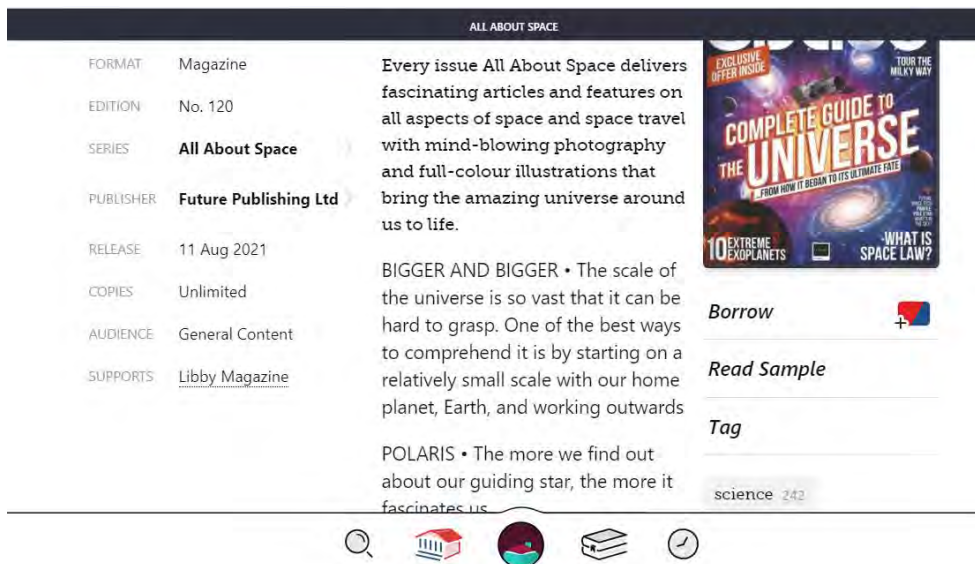 ALL ABOUT SPACE
FORMAT Magazine
EDITION No. 120
SERIES All About Space
PUBLISHER Future Publishing Ltd
RELEASE 11 Aug 2021
COPIES Unlimited
AUDIENCE General Content
SUPPORTS Libby Magazine
Every issue All About Space delivers
fascinating articles and features on
all aspects of space and space travel
with mind-blowing photography
and full-colour illustrations that
bring the amazing universe around
us to life.
BIGGER AND BIGGER • The scale of
the universe is so vast that it can be
hard to grasp. One of the best ways
to comprehend it is by starting on a
relatively small scale with our home
planet, Earth, and working outwards
POLARIS • The more we find out
about our guiding star, the more it
fascinates us
EXCLUSIVE
OFFER INSIDE
TOUR THE
MILKY WAY
COMPLETE GUIDE TO
THE UNIVERSE
...FROM HOW IT BEGAN TO ITS ULTIMATE FATE
10 EXTREME
EXOPLANETS
WHAT IS
SPACE LAW?
Borrow
Read Sample
Tag
science 242